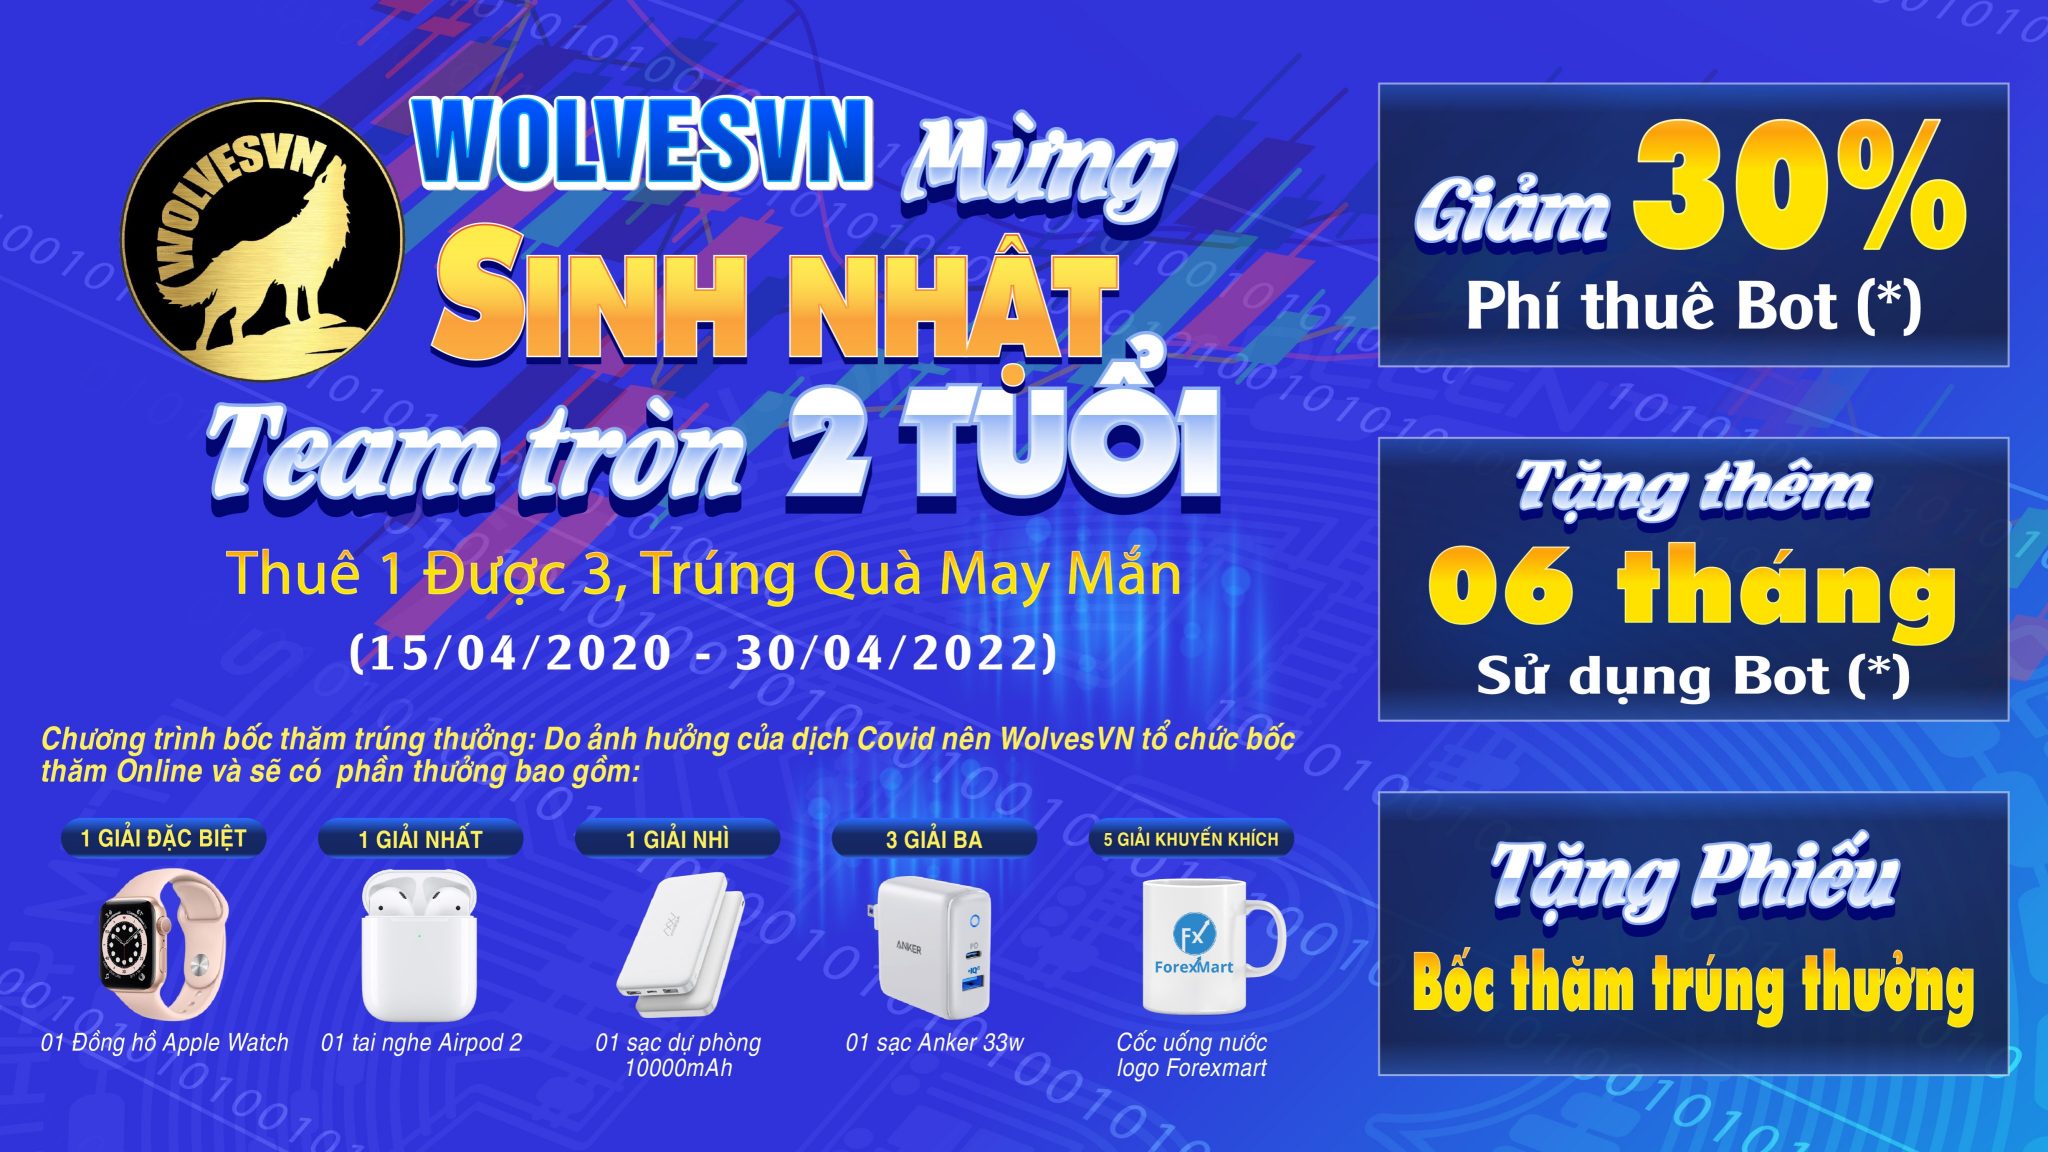 WOLVESVN
WOLVESVN Mừng
SINH NHẬT
Team tròn 2 TUỔI
Thuê 1 Được 3, Trúng Quà May Mắn
(15/04/2020 - 30/04/2022)
Chương trình bốc thăm trúng thưởng: Do ảnh hưởng của dịch Covid nên WolvesVN tổ chức bốc
thăm Online và sẽ có phần thưởng bao gồm:
1 GIẢI ĐẶC BIỆT
01 Đồng hồ Apple Watch
1 GIẢI NHẤT
01 tai nghe Airpod 2
1 GIẢI NHÌ
01 sạc dự phòng
10000mAh
3 GIẢI BA
ANKER
PD
IQ
01 sạc Anker 33w
5 GIẢI KHUYẾN KHÍCH
Fx
ForexMart
Cốc uống nước
logo Forexmart
Giảm 30%
Phí thuê Bot (*)
Tặng thêm
06 tháng
Sử dụng Bot (*)
Tặng Phiếu
Bốc thăm trúng thưởng